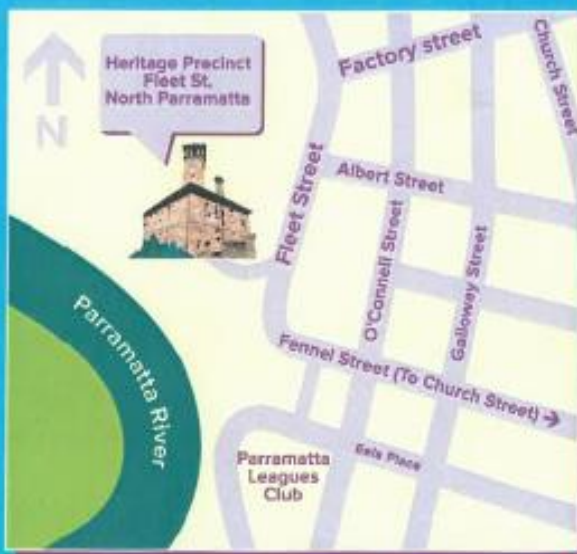 Heritage Precinct
Fleet St,
North Parramatta
N
Factory street
Church Street
Albert Street
Fleet Street
O'Connell Street
Galloway Street
Parramatta River
Fennel Street (To Church Street)
Eels Place
Parramatta
Leagues
Club